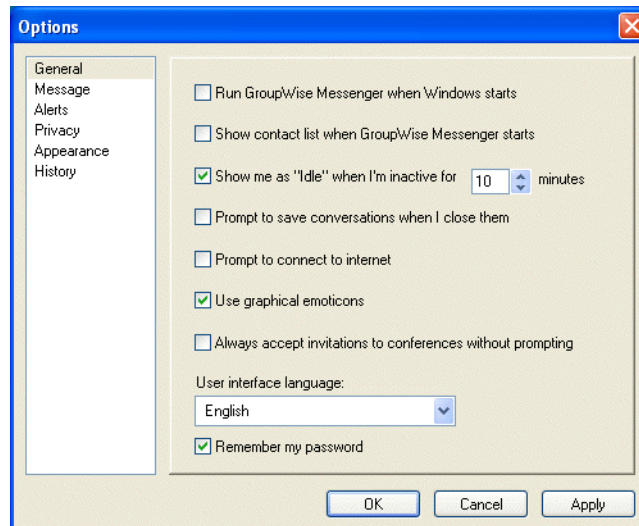 Options
General
Message
Alerts
Privacy
Appearance
History
Run GroupWise Messenger when Windows starts
Show contact list when GroupWise Messenger starts
Show me as "Idle" when I'm inactive for 10 minutes
Prompt to save conversations when I close them
Prompt to connect to internet
Use graphical emoticons
Always accept invitations to conferences without prompting
User interface language:
English
Remember my password
OK Cancel Apply